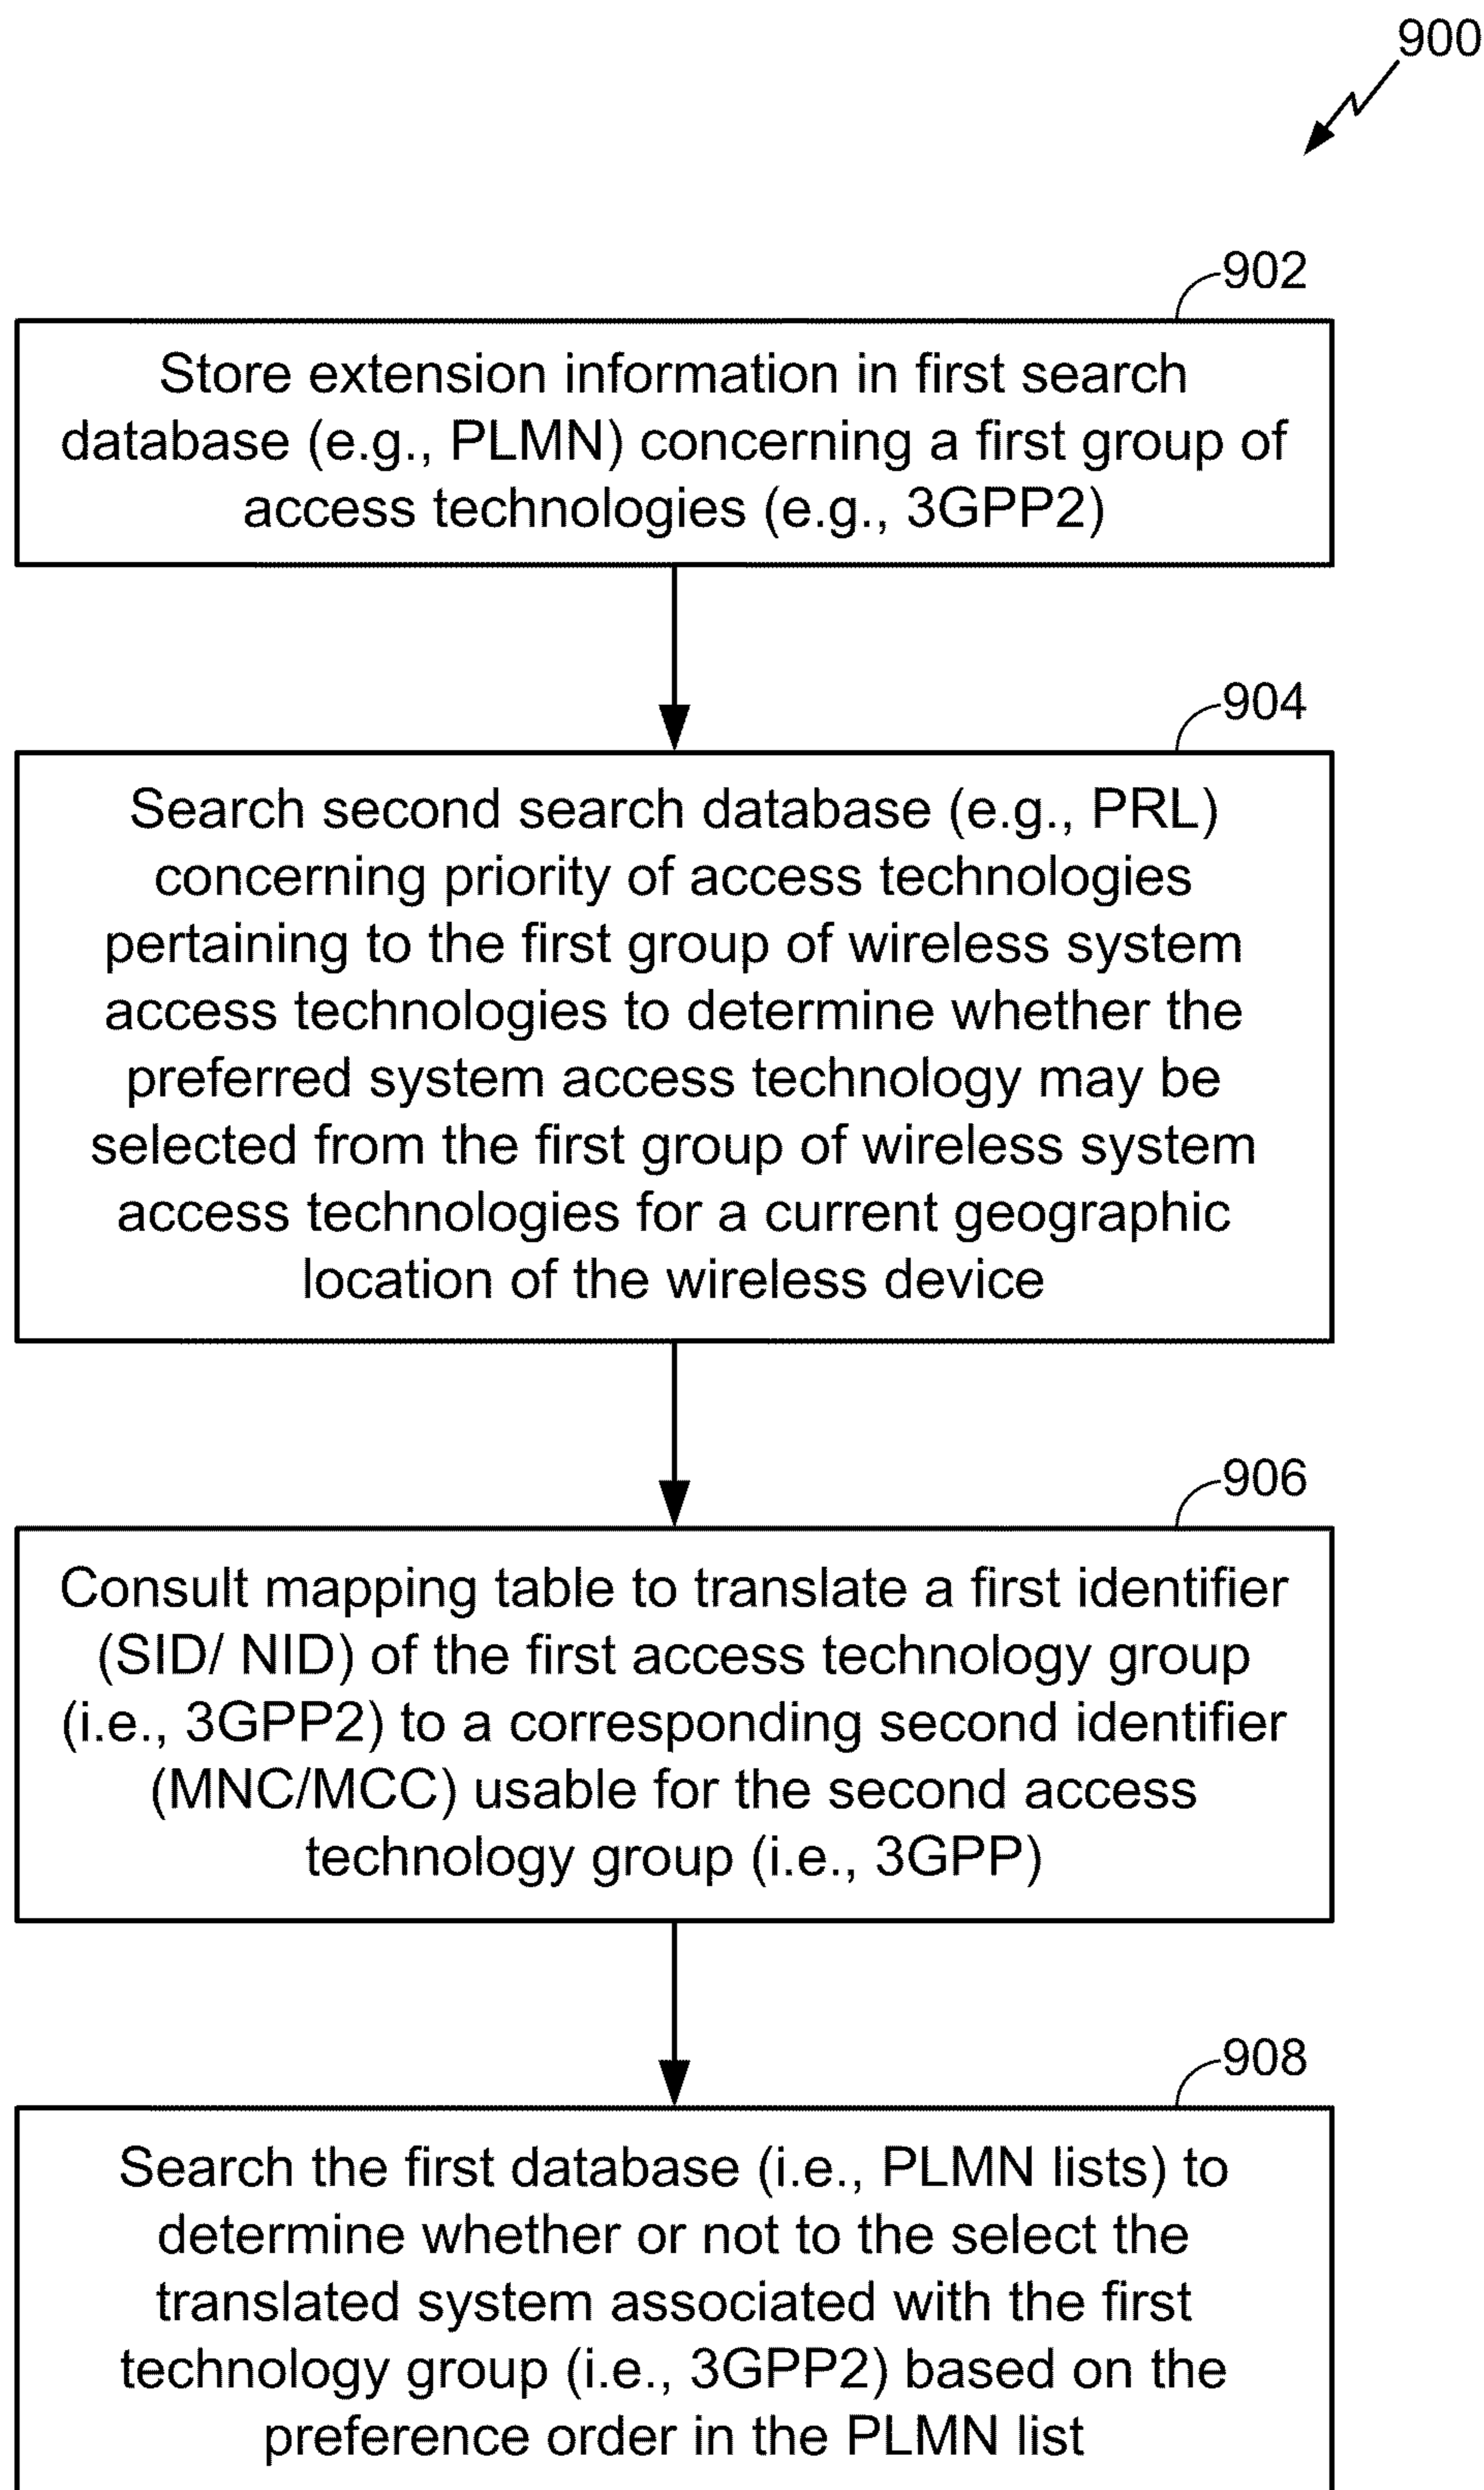 900
902
Store extension information in first search
database (e.g., PLMN) concerning a first group of
access technologies (e.g., 3GPP2)
904
Search second search database (e.g., PRL)
concerning priority of access technologies
pertaining to the first group of wireless system
access technologies to determine whether the
preferred system access technology may be
selected from the first group of wireless system
access technologies for a current geographic
location of the wireless device
906
Consult mapping table to translate a first identifier
(SID/ NID) of the first access technology group
(i.e., 3GPP2) to a corresponding second identifier
(MNC/MCC) usable for the second access
technology group (i.e., 3GPP)
908
Search the first database (i.e., PLMN lists) to
determine whether or not to the select the
translated system associated with the first
technology group (i.e., 3GPP2) based on the
preference order in the PLMN list